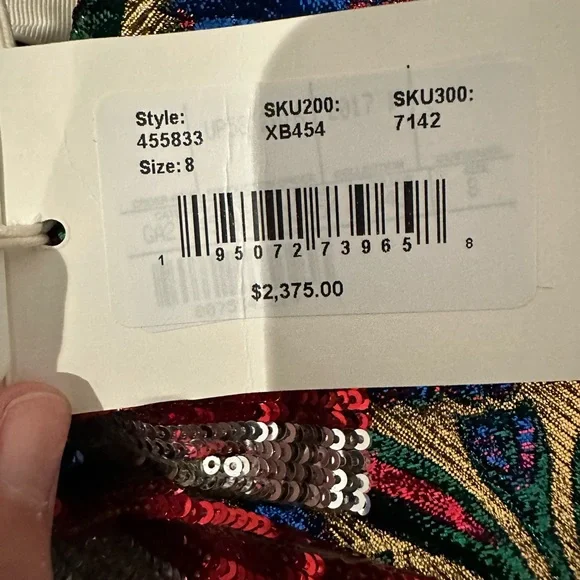 Style: SKU200: SKU300:
455833 XB454 7142
Size: 8
1 95072 73965 8
$2,375.00